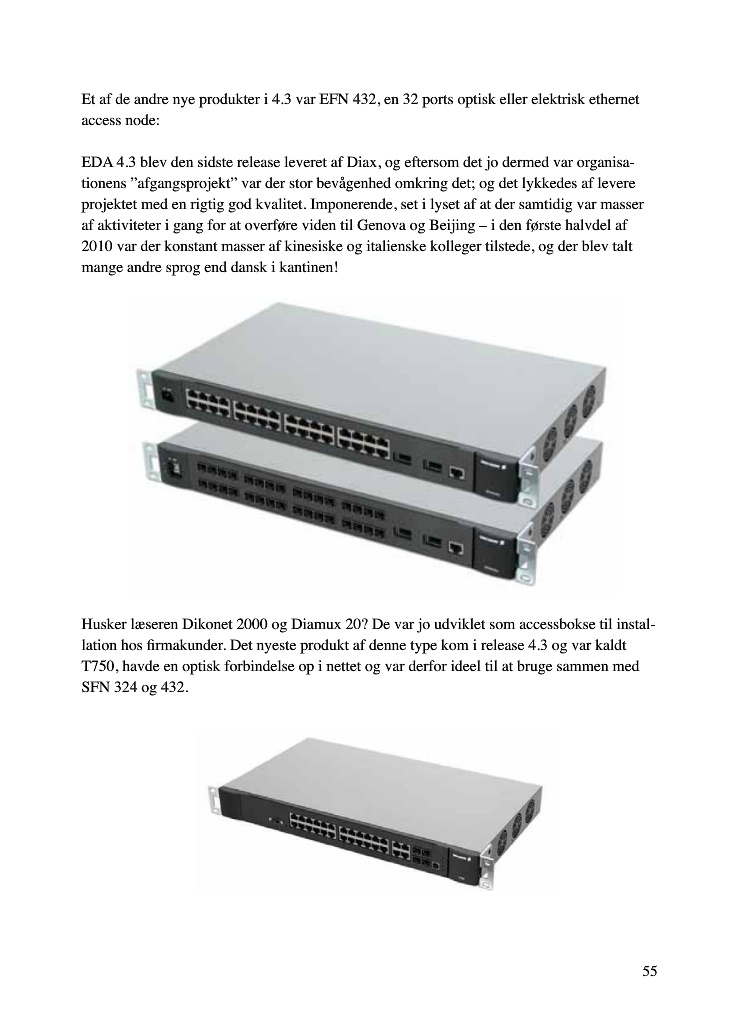 Et af de andre nye produkter i 4.3 var EFN 432, en 32 ports optisk eller elektrisk ethernet
access node:
EDA 4.3 blev den sidste release leveret af Diax, og eftersom det jo dermed var organisa-
tionens ”afgangsprojekt” var der stor bevågenhed omkring det; og det lykkedes af levere
projektet med en rigtig god kvalitet. Imponerende, set i lyset af at der samtidig var masser
af aktiviteter i gang for at overføre viden til Genova og Beijing – i den første halvdel af
2010 var der konstant masser af kinesiske og italienske kolleger tilstede, og der blev talt
mange andre sprog end dansk i kantinen!
Husker læseren Dikonet 2000 og Diamux 20? De var jo udviklet som accessbokse til instal-
lation hos firmakunder. Det nyeste produkt af denne type kom i release 4.3 og var kaldt
T750, havde en optisk forbindelse op i nettet og var derfor ideel til at bruge sammen med
SFN 324 og 432.
55